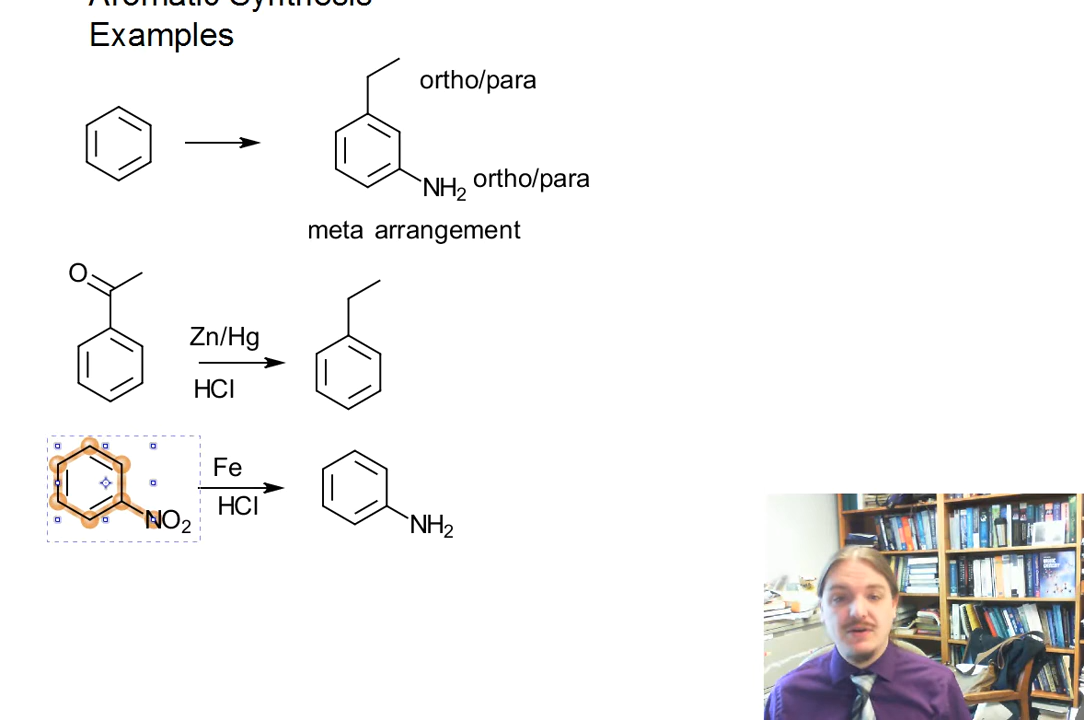 Aromatic Synthesis
Examples
ortho/para
NH2 ortho/para
meta arrangement
O
Zn/Hg
HCl
Fe
HCl
NO2
NH2